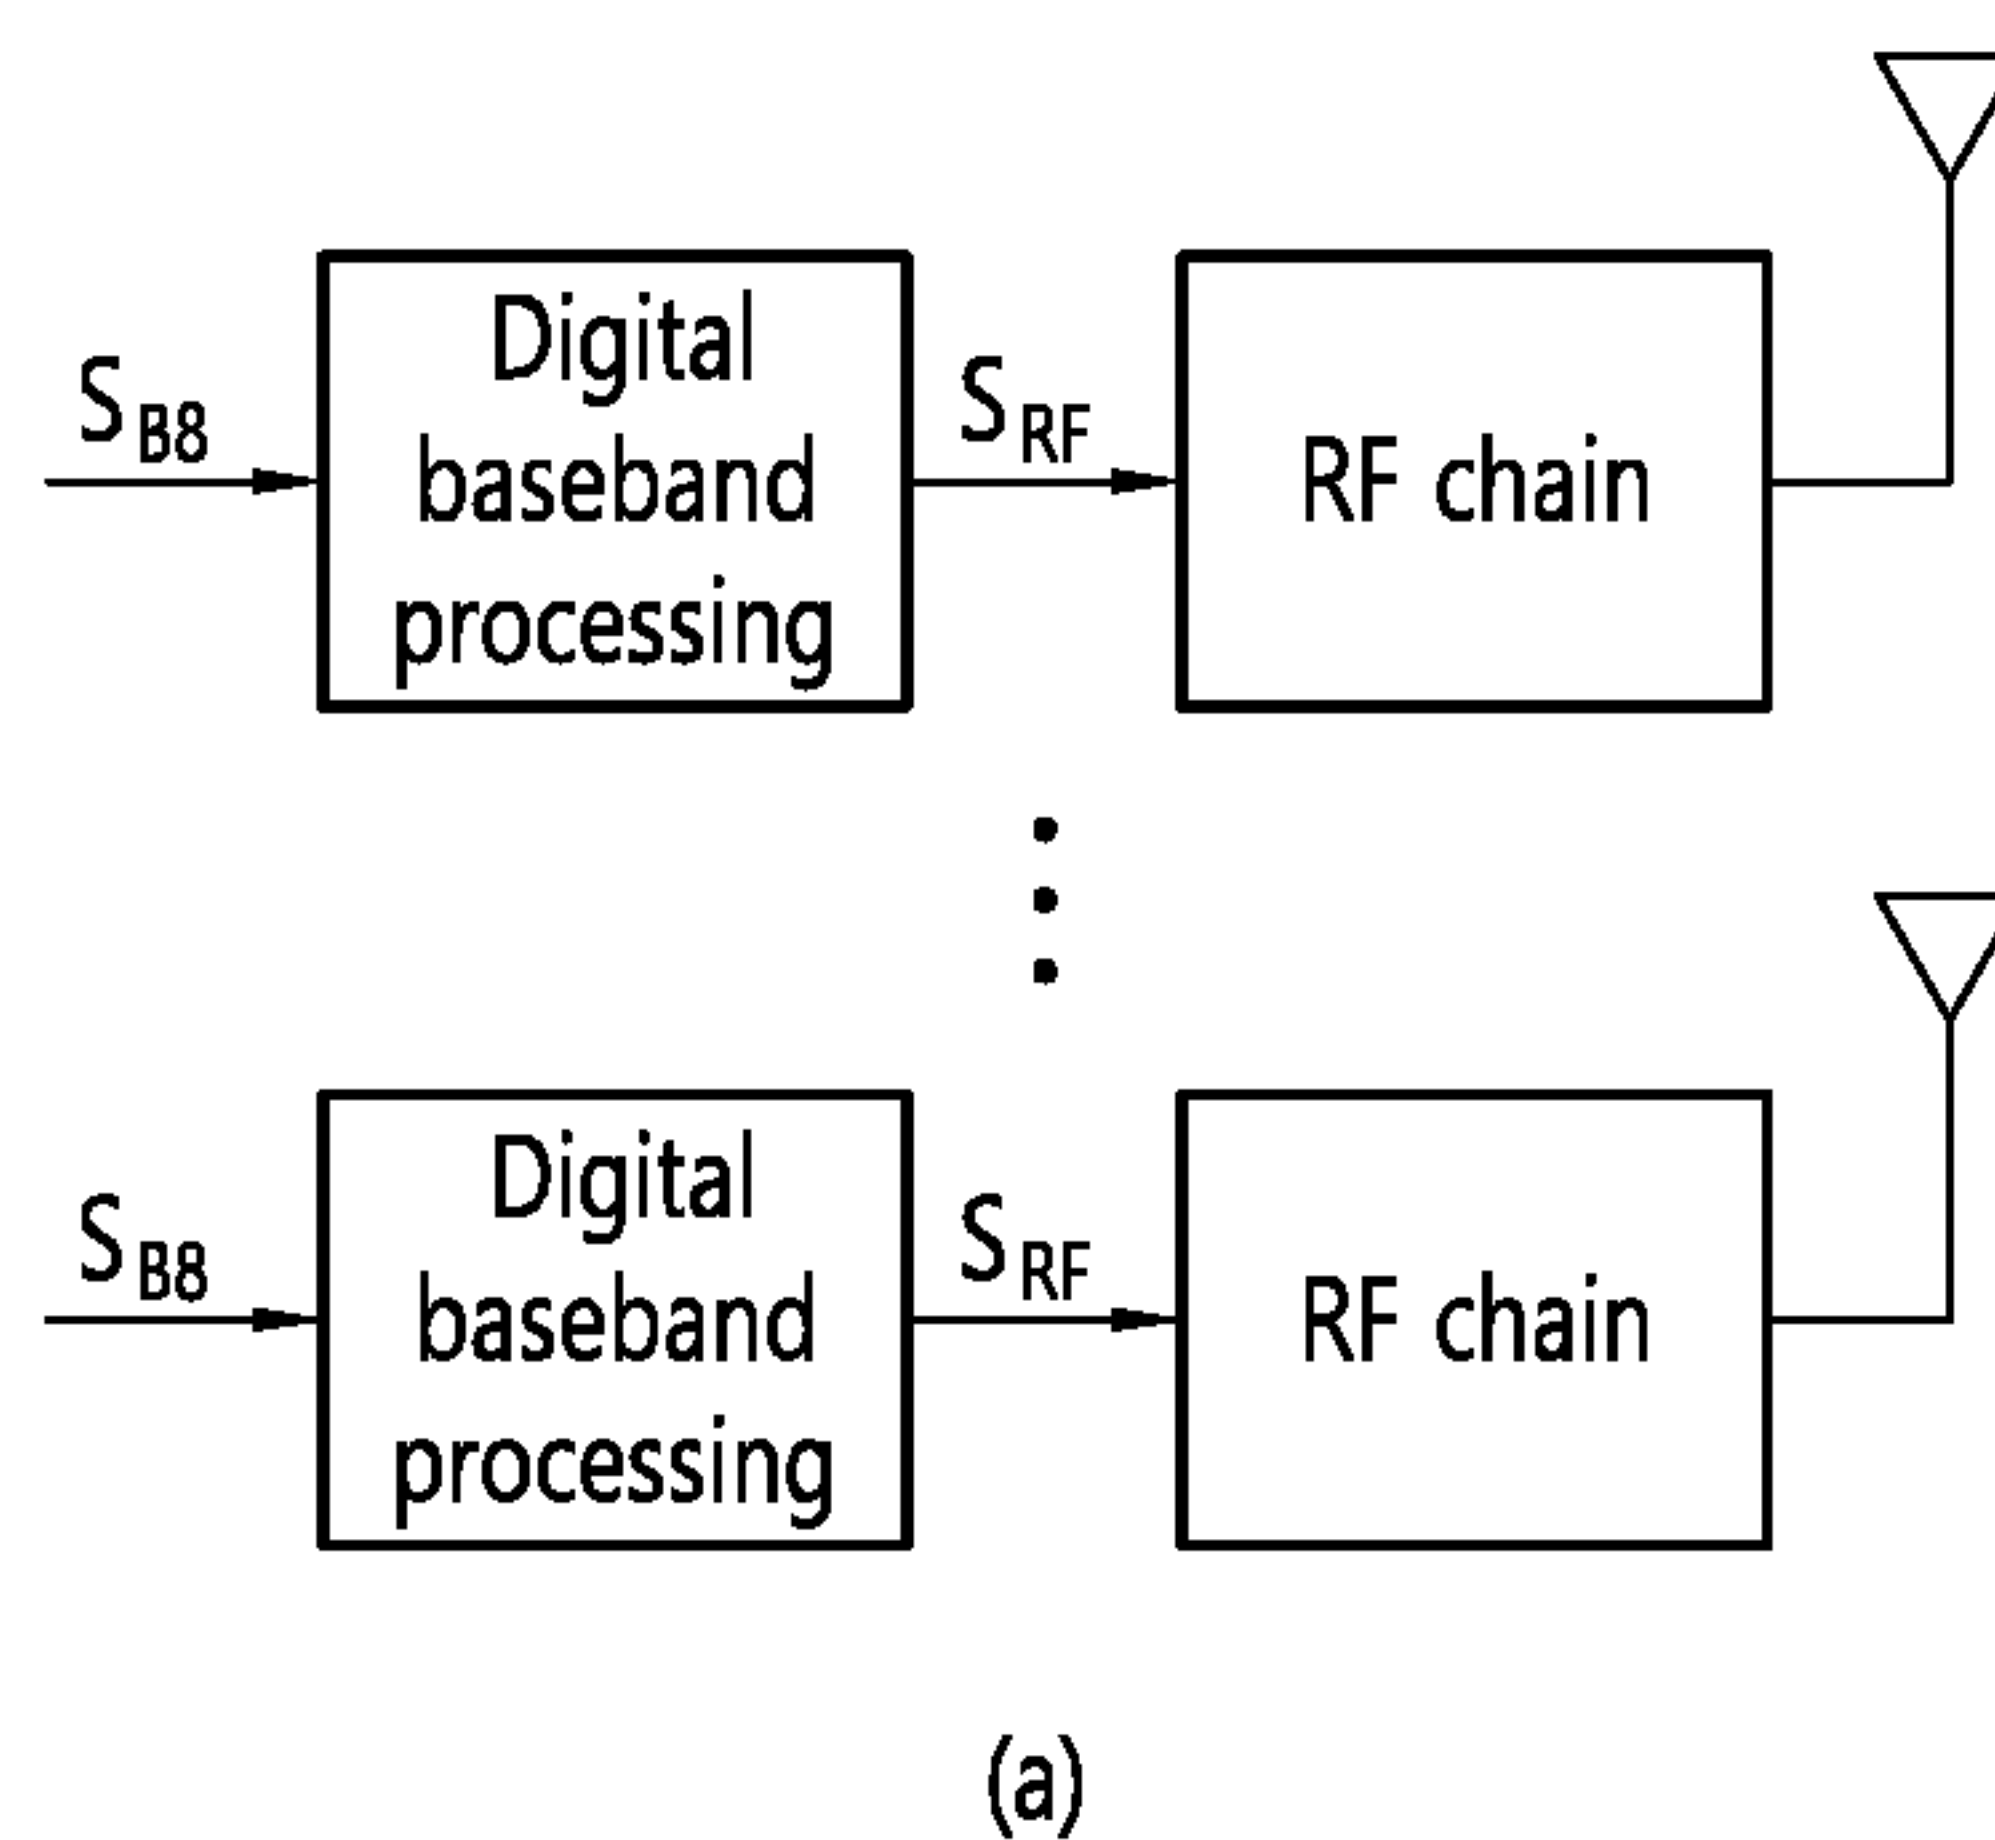 Digital
baseband
processing
S B8
S RF
RF chain
Digital
baseband
processing
S B8
S RF
RF chain
(a)